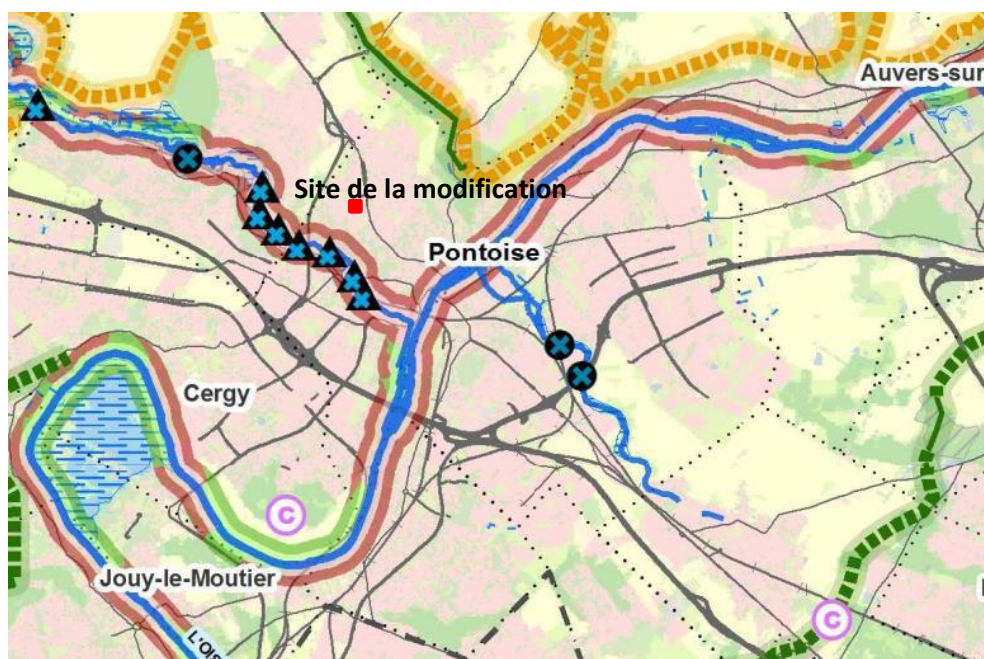 Auvers-sur
Site de la modification
Pontoise
Cergy
C
Jouy-le-Moutier
C
L'OIS